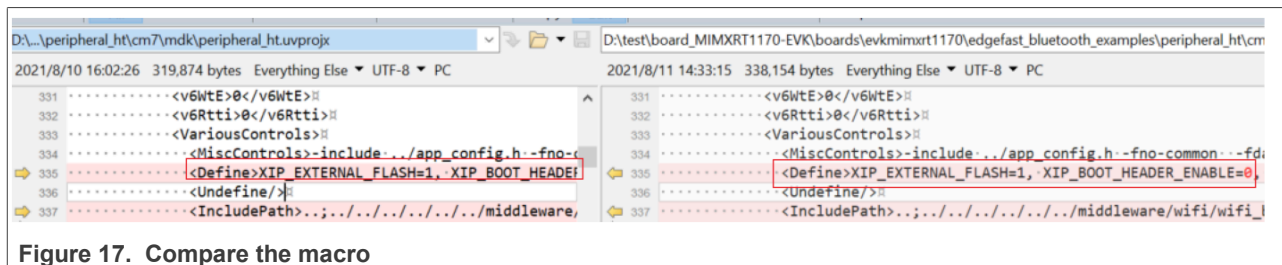 D:\...\peripheral_ht\cm7\mdk\peripheral_ht.uvprojx
2021/8/10 16:02:26 319,874 bytes Everything Else ▼ UTF-8 ▼ PC
331 ············<v6WtE>0</v6WtE>¤
332 ············<v6Rtti>0</v6Rtti>¤
333 ············<VariousControls>¤
334 ··············<MiscControls>-include ../app_config.h -fno-c
335 ··············<Define>XIP_EXTERNAL_FLASH=1, XIP_BOOT_HEADER
336 ··············<Undefine/>¤
337 ··············<IncludePath>..;../../../../../middleware/
D:\test\board_MIMXRT1170-EVK\boards\evkmimxrt1170\edgefast_bluetooth_examples\peripheral_ht\cm
2021/8/11 14:33:15 338,154 bytes Everything Else ▼ UTF-8 ▼ PC
331 ············<v6WtE>0</v6WtE>¤
332 ············<v6Rtti>0</v6Rtti>¤
333 ············<VariousControls>¤
334 ··············<MiscControls>-include ../app_config.h -fno-common -fda
335 ··············<Define>XIP_EXTERNAL_FLASH=1, XIP_BOOT_HEADER_ENABLE=0,
336 ··············<Undefine/>¤
337 ··············<IncludePath>..;../../../../../middleware/wifi/wifi_
Figure 17. Compare the macro